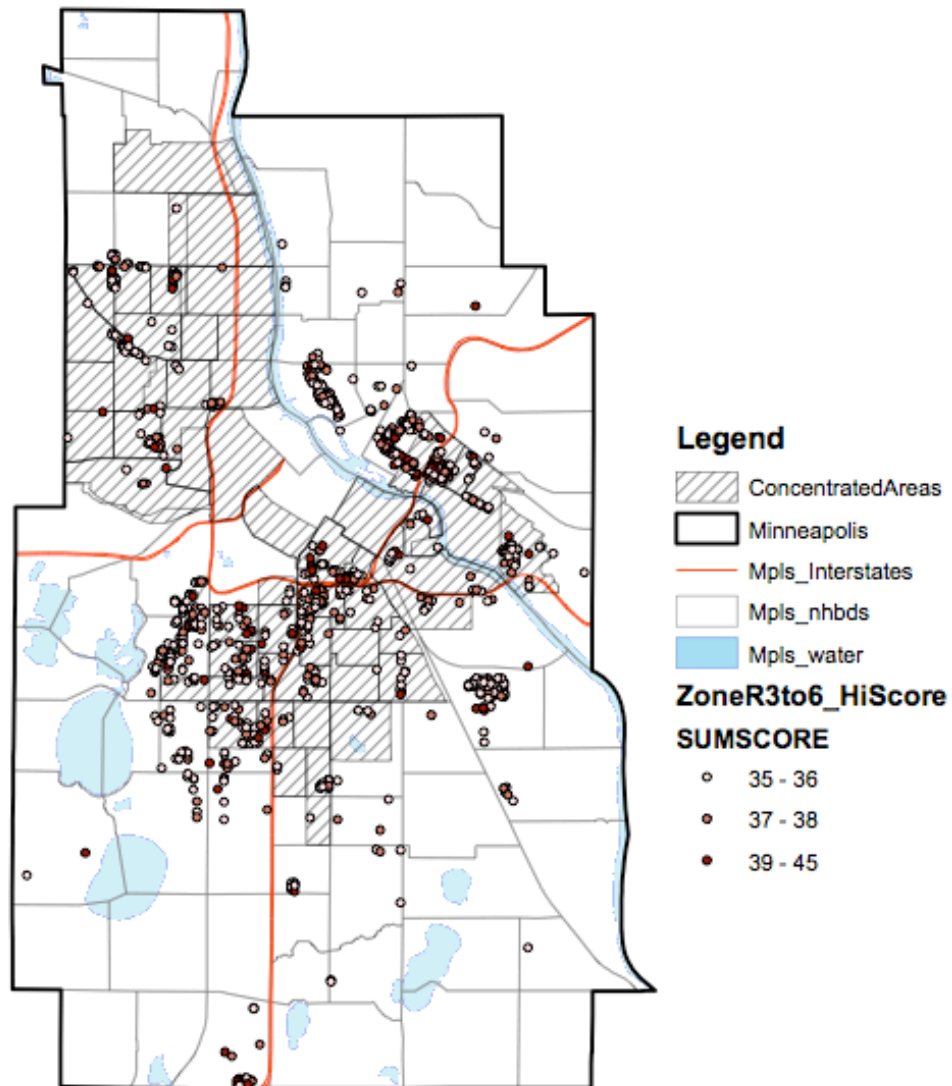 Legend
ConcentratedAreas
Minneapolis
Mpls_Interstates
Mpls_nhbds
Mpls_water
ZoneR3to6_HiScore
SUMSCORE
35 - 36
37 - 38
39 - 45